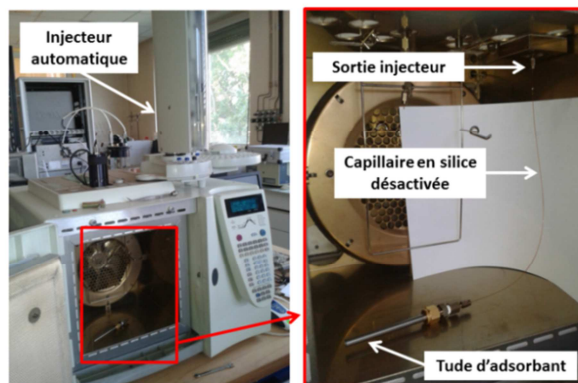 Injecteur
automatique
Sortie injecteur
Capillaire en silice
désactivée
Tude d'adsorbant